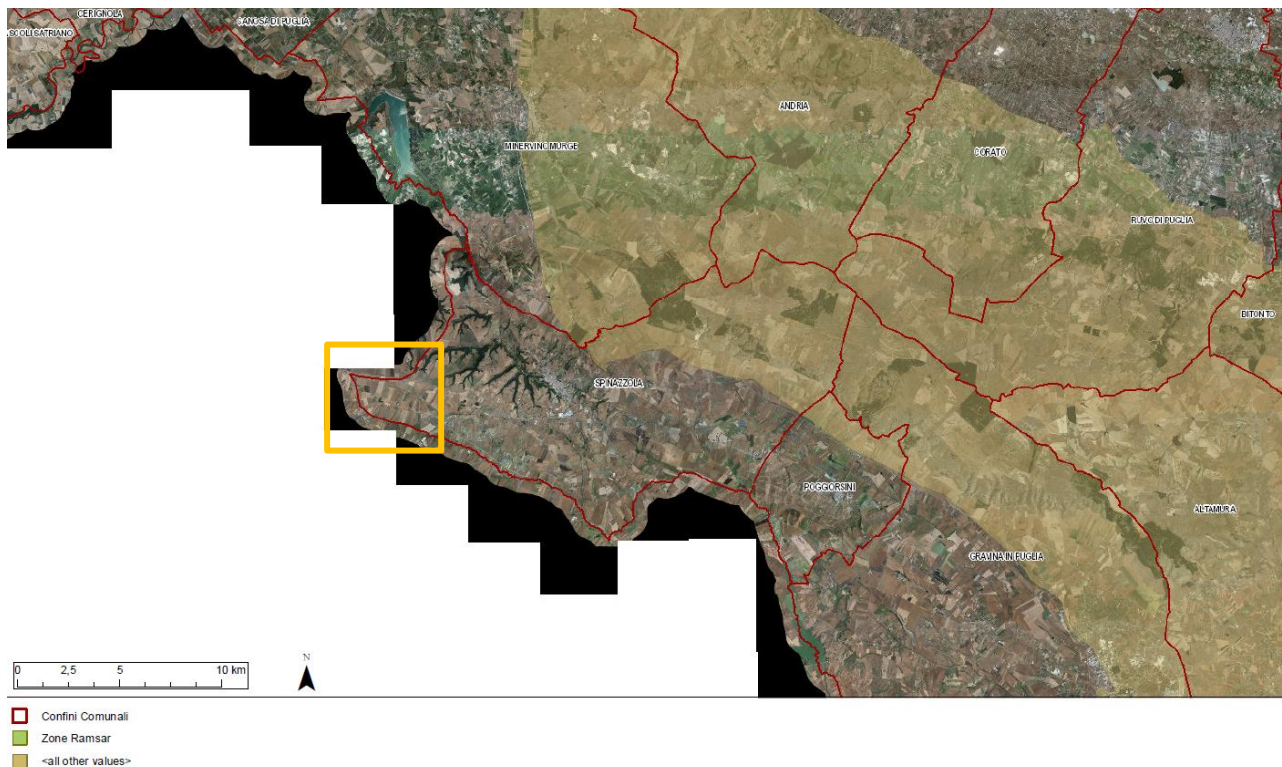 CERIGNOLA
CANOSA DI PUGLIA
ASCOLI SATRIANO
ANDRIA
MINERVINO MURGE
CORATO
RUVO DI PUGLIA
BITONTO
SPINAZZOLA
POGGIORSINI
ALTAMURA
GRAVINA IN PUGLIA
0 2,5 5 10 km
N
Confini Comunali
Zone Ramsar
<all other values>